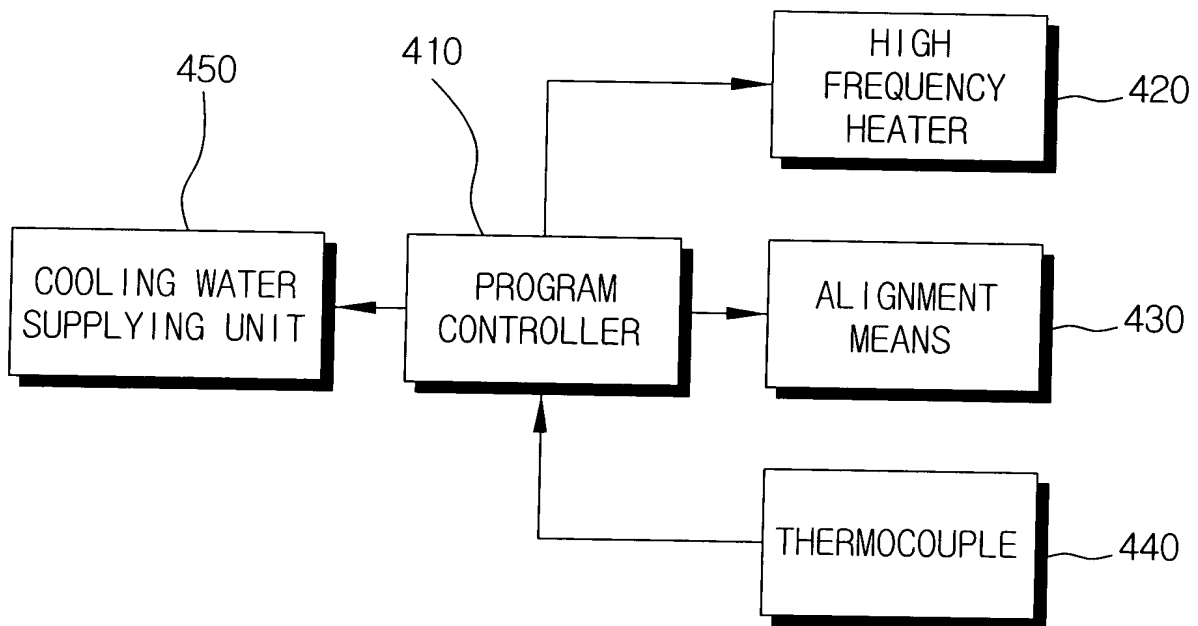 HIGH
FREQUENCY
HEATER
420
410
450
COOLING WATER
SUPPLYING UNIT
PROGRAM
CONTROLLER
ALIGNMENT
MEANS
430
THERMOCOUPLE
440